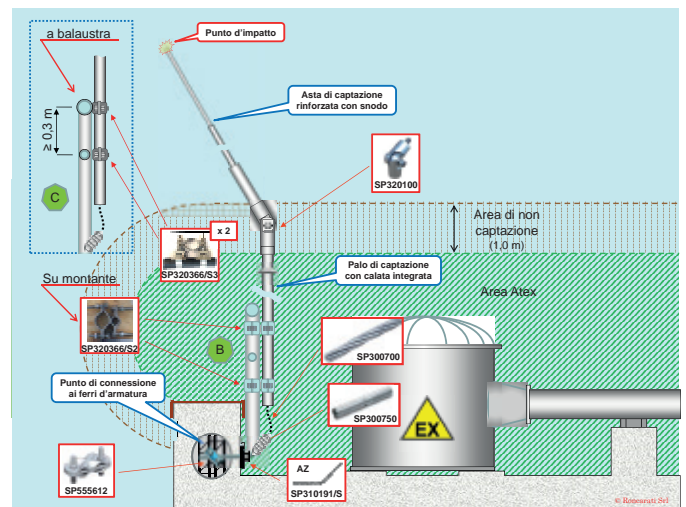 a balaustra
≥ 0,3 m
C
Punto d'impatto
Asta di captazione
rinforzata con snodo
SP320100
x 2
SP320366/S3
Area di non
captazione
(1,0 m)
Palo di captazione
con calata integrata
Area Atex
Su montante
SP320366/S2
B
SP300700
Punto di connessione
ai ferri d'armatura
SP300750
EX
SP555612
AZ
SP310191/S
© Roncarati Srl